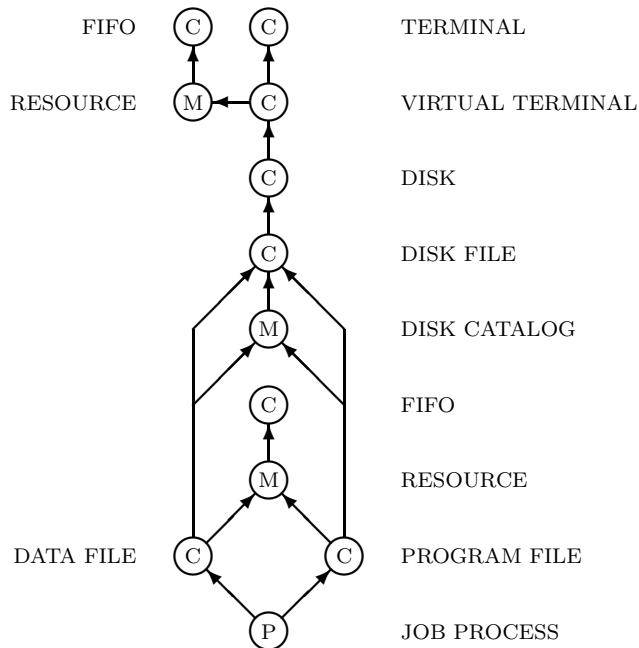 FIFO C C TERMINAL
RESOURCE M C VIRTUAL TERMINAL
C DISK
C DISK FILE
M DISK CATALOG
C FIFO
M RESOURCE
DATA FILE C C PROGRAM FILE
P JOB PROCESS